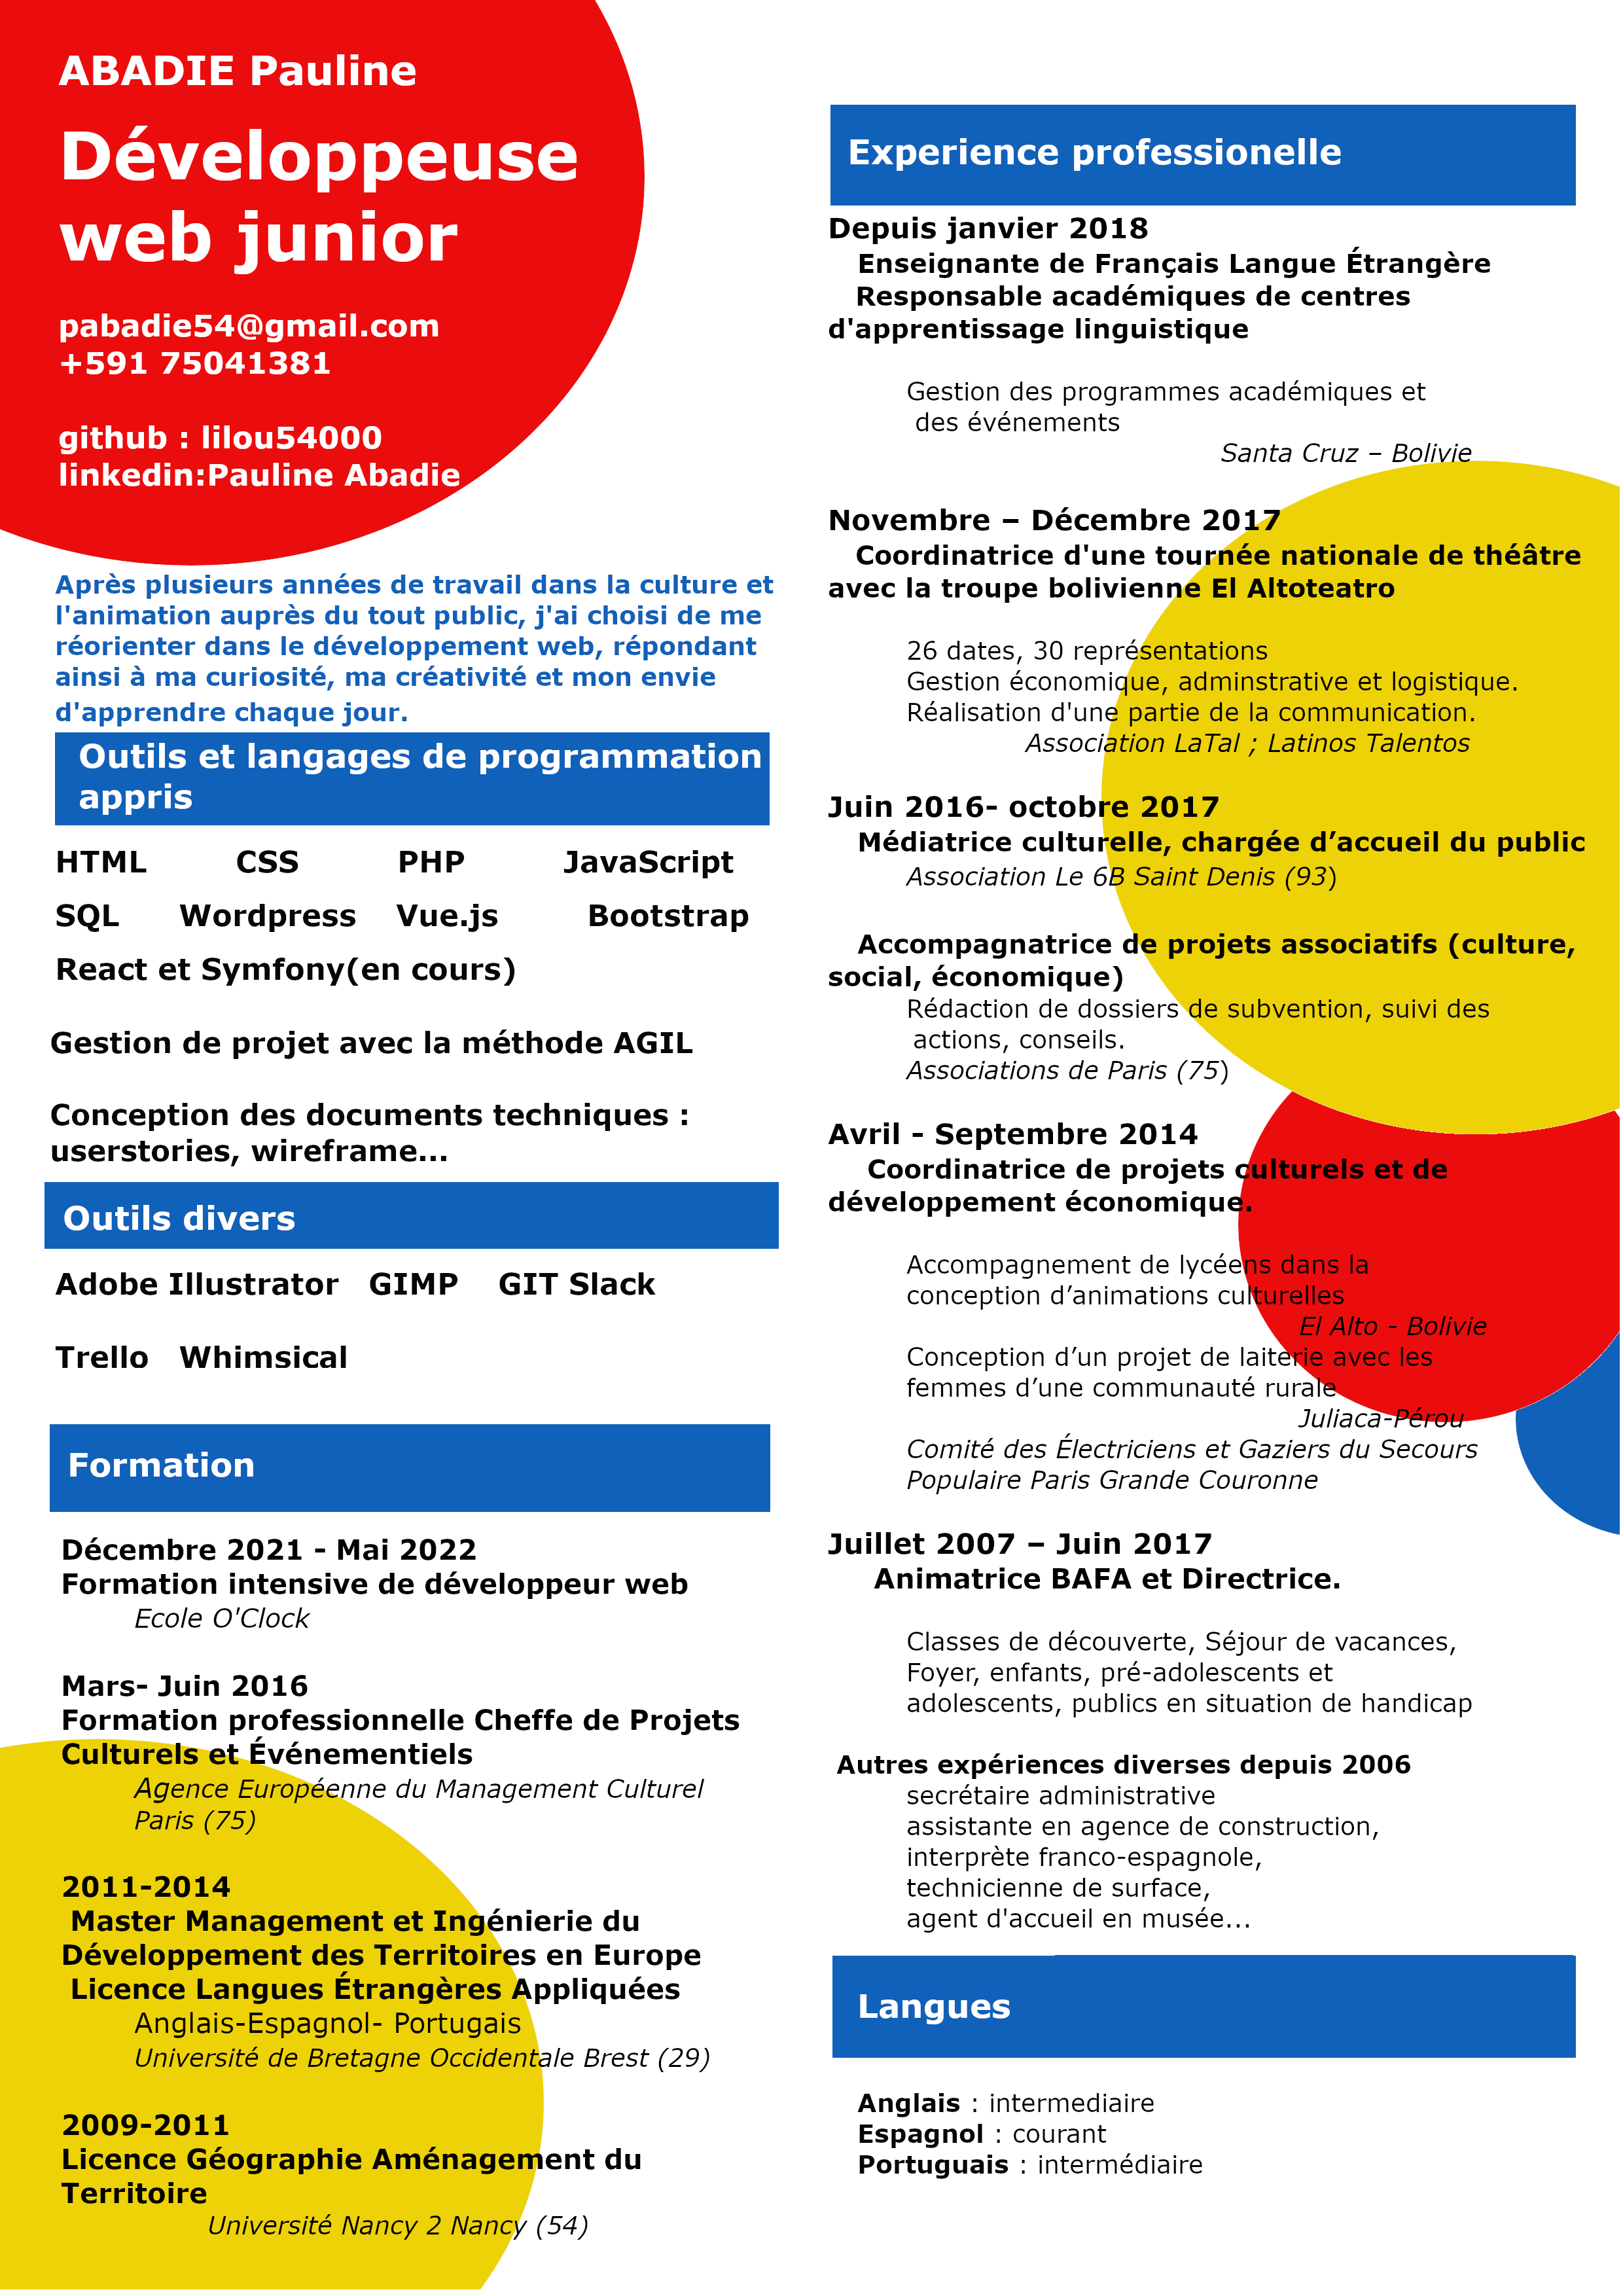 ABADIE Pauline
Développeuse
web junior
pabadie54@gmail.com
+591 75041381
github : lilou54000
linkedin:Pauline Abadie
Après plusieurs années de travail dans la culture et
l'animation auprès du tout public, j'ai choisi de me
réorienter dans le développement web, répondant
ainsi à ma curiosité, ma créativité et mon envie
d'apprendre chaque jour.
Outils et langages de programmation
appris
HTML CSS PHP JavaScript
SQL Wordpress Vue.js Bootstrap
React et Symfony(en cours)
Gestion de projet avec la méthode AGIL
Conception des documents techniques :
userstories, wireframe...
Outils divers
Adobe Illustrator GIMP GIT Slack
Trello Whimsical
Formation
Décembre 2021 - Mai 2022
Formation intensive de développeur web
Ecole O'Clock
Mars- Juin 2016
Formation professionnelle Cheffe de Projets
Culturels et Événementiels
Agence Européenne du Management Culturel
Paris (75)
2011-2014
Master Management et Ingénierie du
Développement des Territoires en Europe
Licence Langues Étrangères Appliquées
Anglais-Espagnol- Portugais
Université de Bretagne Occidentale Brest (29)
2009-2011
Licence Géographie Aménagement du
Territoire
Université Nancy 2 Nancy (54)
Experience professionelle
Depuis janvier 2018
Enseignante de Français Langue Étrangère
Responsable académiques de centres
d'apprentissage linguistique
Gestion des programmes académiques et
des événements
Santa Cruz – Bolivie
Novembre – Décembre 2017
Coordinatrice d'une tournée nationale de théâtre
avec la troupe bolivienne El Altoteatro
26 dates, 30 représentations
Gestion économique, adminstrative et logistique.
Réalisation d'une partie de la communication.
Association LaTal ; Latinos Talentos
Juin 2016- octobre 2017
Médiatrice culturelle, chargée d’accueil du public
Association Le 6B Saint Denis (93)
Accompagnatrice de projets associatifs (culture,
social, économique)
Rédaction de dossiers de subvention, suivi des
actions, conseils.
Associations de Paris (75)
Avril - Septembre 2014
Coordinatrice de projets culturels et de
développement économique.
Accompagnement de lycéens dans la
conception d’animations culturelles
El Alto - Bolivie
Conception d’un projet de laiterie avec les
femmes d’une communauté rurale
Juliaca-Pérou
Comité des Électriciens et Gaziers du Secours
Populaire Paris Grande Couronne
Juillet 2007 – Juin 2017
Animatrice BAFA et Directrice.
Classes de découverte, Séjour de vacances,
Foyer, enfants, pré-adolescents et
adolescents, publics en situation de handicap
Autres expériences diverses depuis 2006
secrétaire administrative
assistante en agence de construction,
interprète franco-espagnole,
technicienne de surface,
agent d'accueil en musée...
Langues
Anglais : intermediaire
Espagnol : courant
Portuguais : intermédiaire